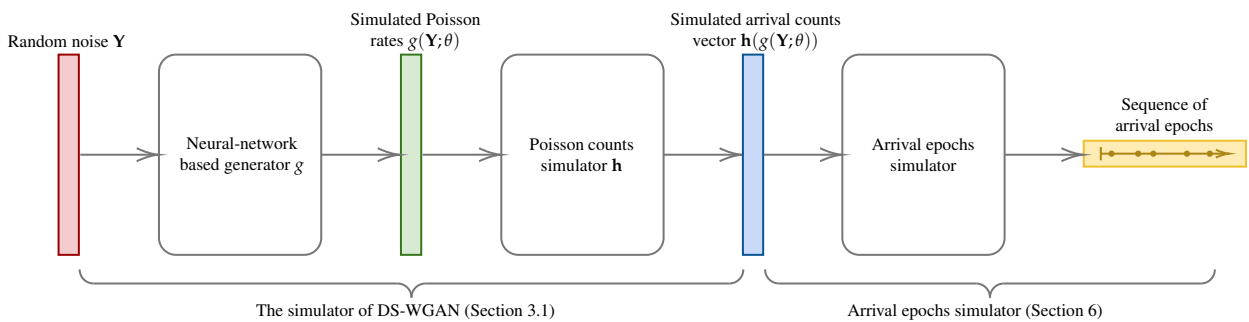 Random noise Y
Simulated Poisson
rates g(Y;θ)
Simulated arrival counts
vector h(g(Y;θ))
Neural-network
based generator g
Poisson counts
simulator h
Arrival epochs
simulator
Sequence of
arrival epochs
The simulator of DS-WGAN (Section 3.1)
Arrival epochs simulator (Section 6)